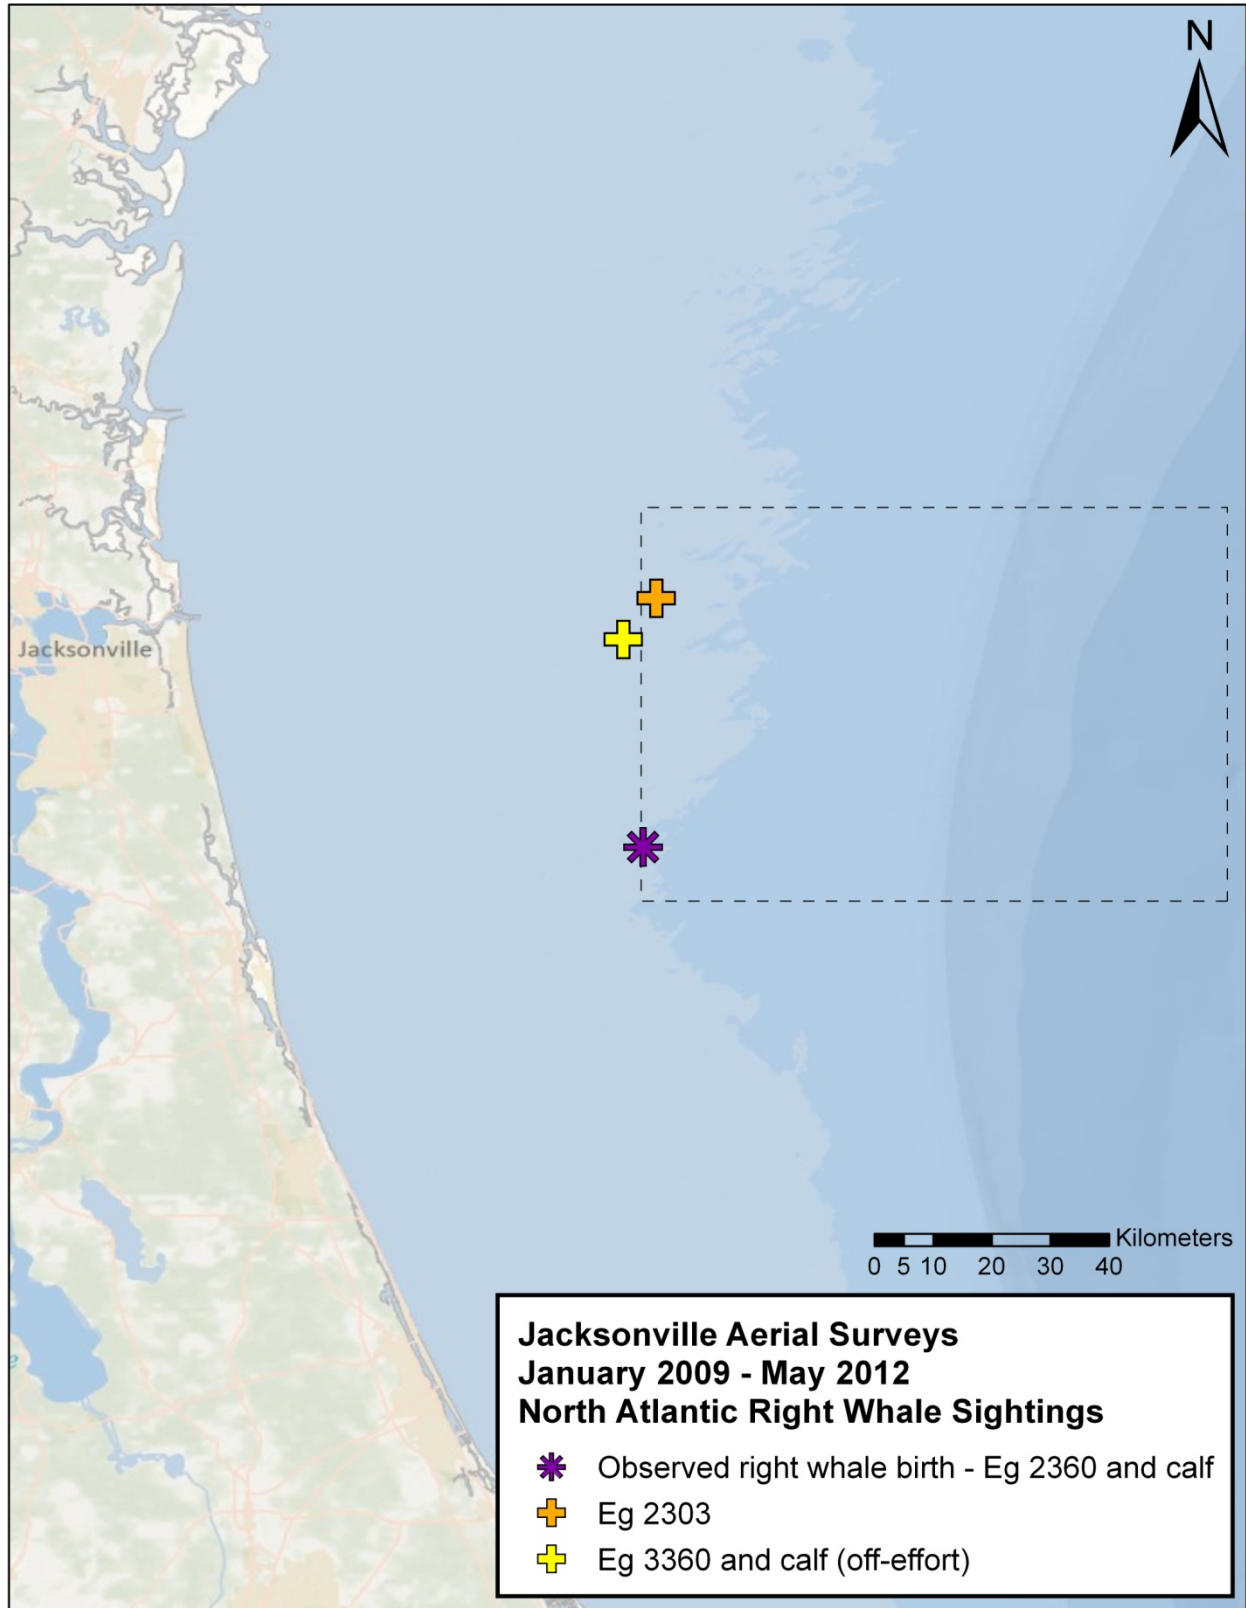 N
Jacksonville
Kilometers
0 5 10 20 30 40
Jacksonville Aerial Surveys
January 2009 - May 2012
North Atlantic Right Whale Sightings
Observed right whale birth - Eg 2360 and calf
Eg 2303
Eg 3360 and calf (off-effort)
e